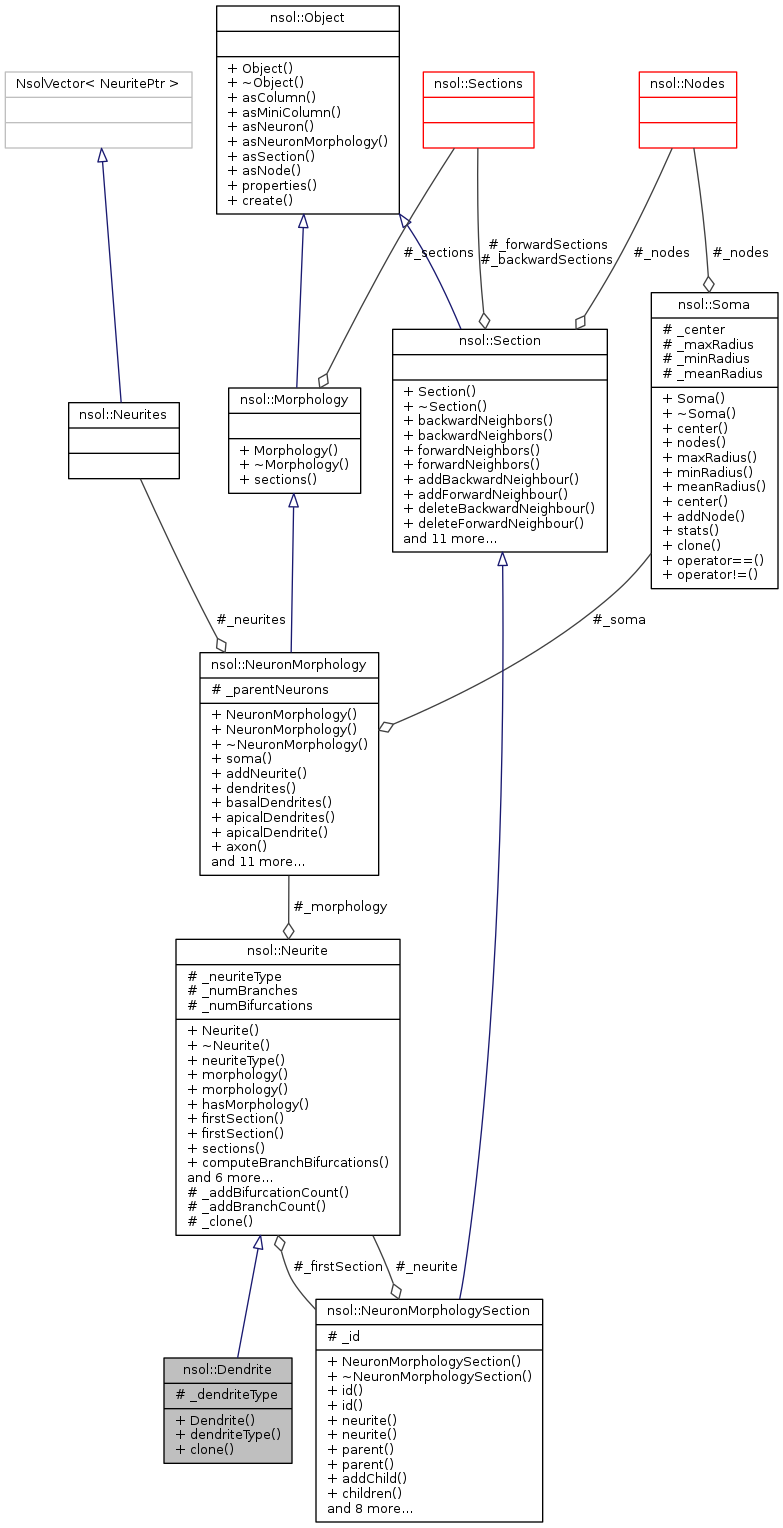 nsol::Object
+ Object()
+ ~Object()
+ asColumn()
+ asMiniColumn()
+ asNeuron()
+ asNeuronMorphology()
+ asSection()
+ asNode()
+ properties()
+ create()
NsolVector< NeuritePtr >
nsol::Sections
nsol::Nodes
#_sections
#_forwardSections
#_backwardSections
#_nodes
#_nodes
nsol::Soma
# _center
# _maxRadius
# _minRadius
# _meanRadius
+ Soma()
+ ~Soma()
+ center()
+ nodes()
+ maxRadius()
+ minRadius()
+ meanRadius()
+ center()
+ addNode()
+ stats()
+ clone()
+ operator==()
+ operator!=()
nsol::Section
+ Section()
+ ~Section()
+ backwardNeighbors()
+ backwardNeighbors()
+ forwardNeighbors()
+ forwardNeighbors()
+ addBackwardNeighbour()
+ addForwardNeighbour()
+ deleteBackwardNeighbour()
+ deleteForwardNeighbour()
and 11 more...
nsol::Morphology
+ Morphology()
+ ~Morphology()
+ sections()
nsol::Neurites
#_neurites
#_soma
nsol::NeuronMorphology
# _parentNeurons
+ NeuronMorphology()
+ NeuronMorphology()
+ ~NeuronMorphology()
+ soma()
+ addNeurite()
+ dendrites()
+ basalDendrites()
+ apicalDendrites()
+ apicalDendrite()
+ axon()
and 11 more...
#_morphology
nsol::Neurite
# _neuriteType
# _numBranches
# _numBifurcations
+ Neurite()
+ ~Neurite()
+ neuriteType()
+ morphology()
+ morphology()
+ hasMorphology()
+ firstSection()
+ firstSection()
+ sections()
+ computeBranchBifurcations()
and 6 more...
# _addBifurcationCount()
# _addBranchCount()
# _clone()
#_firstSection
#_neurite
nsol::NeuronMorphologySection
# _id
+ NeuronMorphologySection()
+ ~NeuronMorphologySection()
+ id()
+ id()
+ neurite()
+ neurite()
+ parent()
+ parent()
+ addChild()
+ children()
and 8 more...
nsol::Dendrite
# _dendriteType
+ Dendrite()
+ dendriteType()
+ clone()